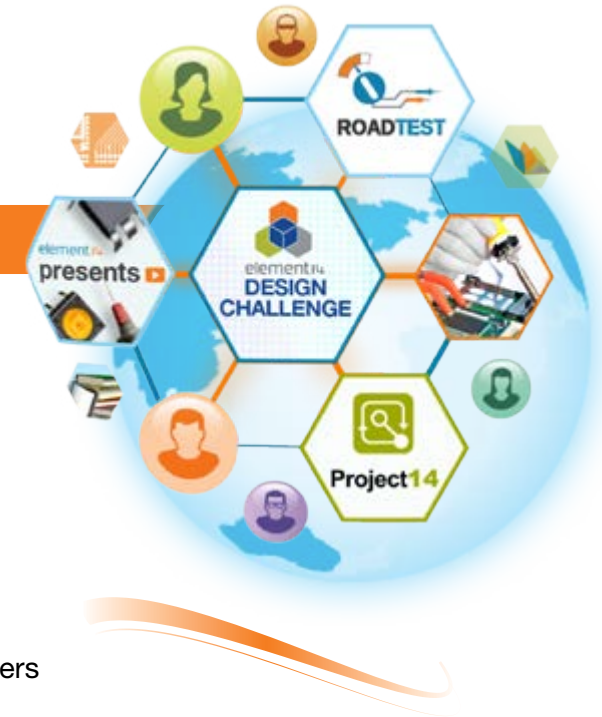 ROADTEST
element14
presents
element14
DESIGN
CHALLENGE
Project14
ers